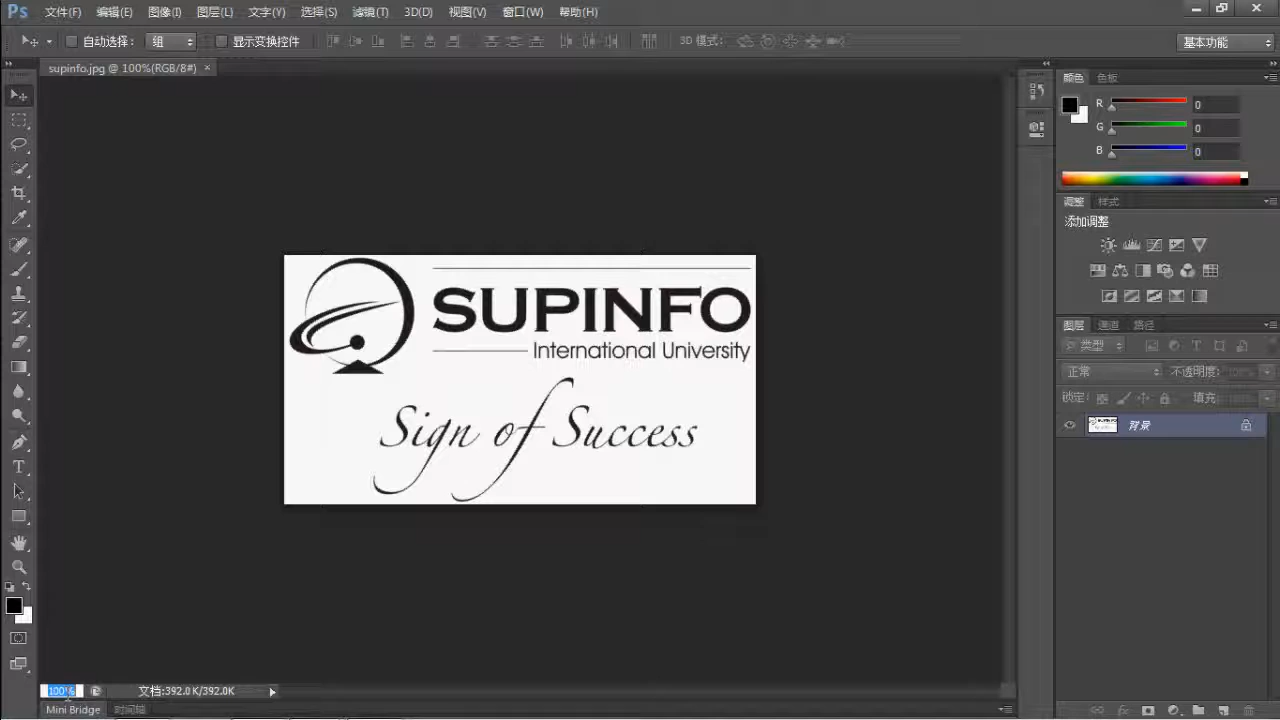 Ps 文件(F) 编辑(E) 图像(I) 图层(L) 文字(Y) 选择(S) 滤镜(T) 3D(D) 视图(V) 窗口(W) 帮助(H)
自动选择： 组 显示变换控件 3D 模式： 基本功能
supinfo.jpg @ 100%(RGB/8#) ×
颜色 色板
R 0
G 0
B 0
调整 样式
添加调整
图层 通道 路径
类型
正常 不透明度： 100%
锁定： 填充
背景
SUPINFO
International University
Sign of Success
100% 文档:392.0K/392.0K
Mini Bridge 时间轴